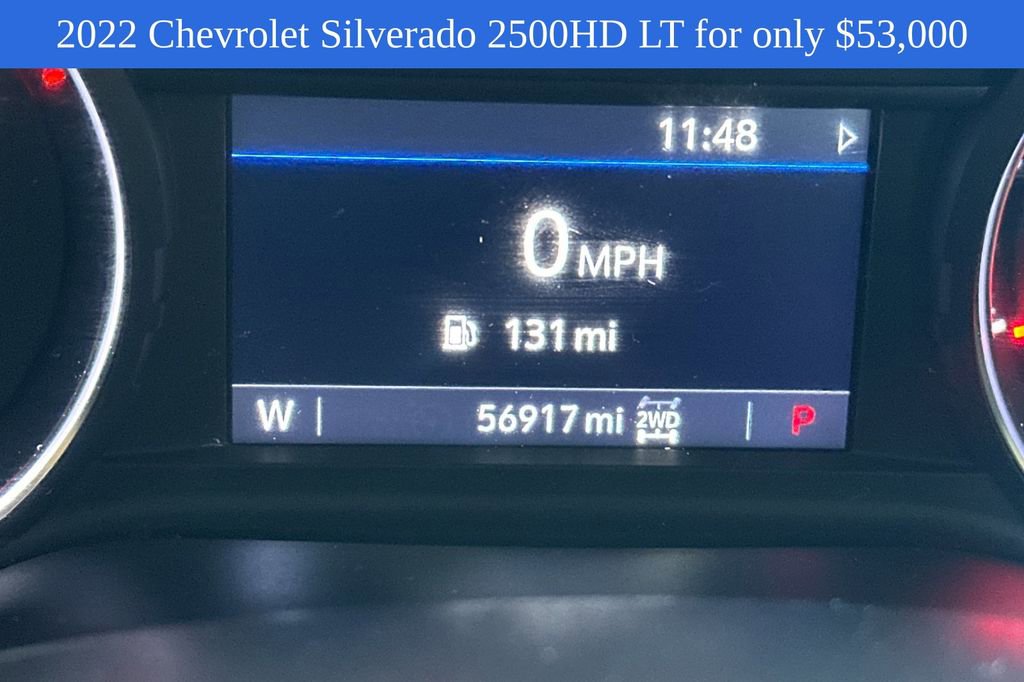 2022 Chevrolet Silverado 2500HD LT for only $53,000
11:48
0 MPH
131 mi
W 56917 mi 2WD P